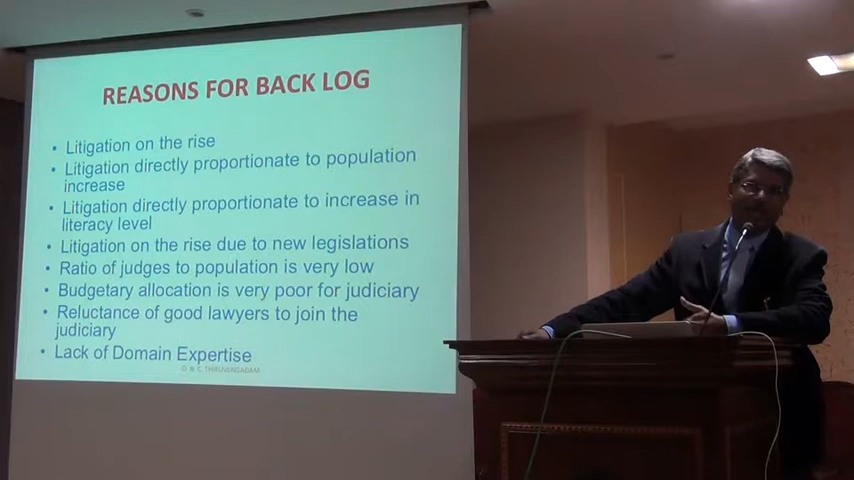 REASONS FOR BACK LOG
• Litigation on the rise
• Litigation directly proportionate to population
increase
• Litigation directly proportionate to increase in
literacy level
• Litigation on the rise due to new legislations
• Ratio of judges to population is very low
• Budgetary allocation is very poor for judiciary
• Reluctance of good lawyers to join the
judiciary
• Lack of Domain Expertise
THIRUVENGADAM